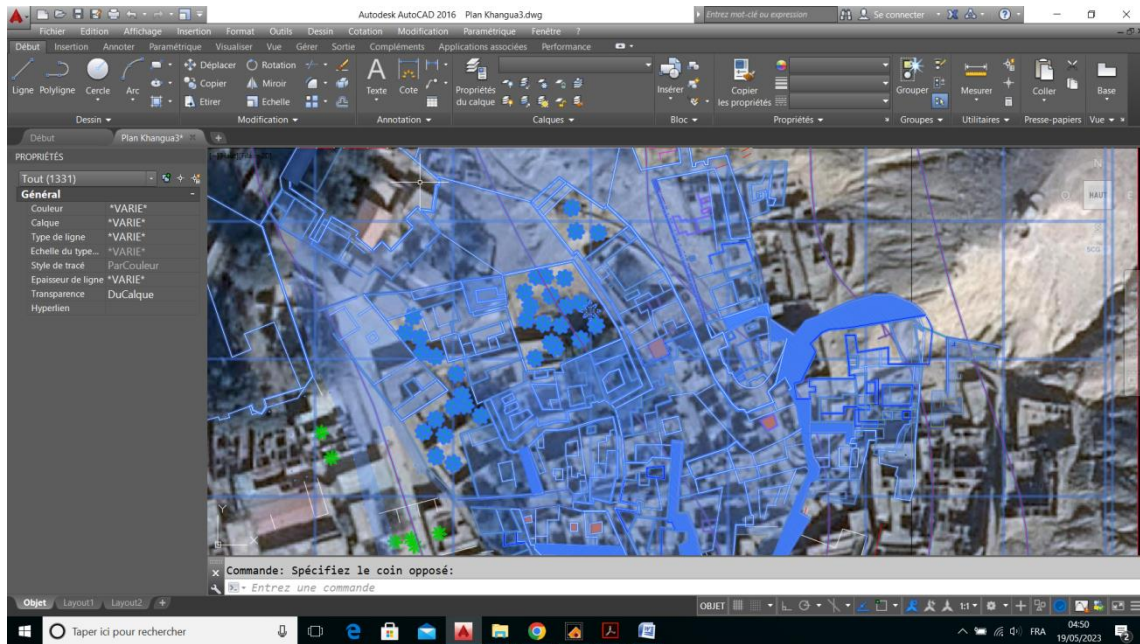 Autodesk AutoCAD 2016 Plan Khangua3.dwg
Entrez mot-clé ou expression
Se connecter
Fichier Edition Affichage Insertion Format Outils Dessin Cotation Modification Paramétrique Fenêtre ?
Début Insertion Annoter Paramétrique Visualiser Vue Gérer Sortie Compléments Applications associées Performance
Déplacer Rotation
Copier Miroir
Etirer Echelle
Ligne Polyligne Cercle Arc
Texte Cote
Propriétés du calque
Insérer
Copier les propriétés
Grouper
Mesurer
Coller
Base
Dessin Modification Annotation Calques Bloc Propriétés Groupes Utilitaires Presse-papiers Vue
Début Plan Khangua3*
PROPRIÉTÉS
Tout (1331)
Général
Couleur *VARIE*
Calque *VARIE*
Type de ligne *VARIE*
Echelle du type... *VARIE*
Style de tracé ParCouleur
Epaisseur de ligne *VARIE*
Transparence DuCalque
Hyperlien
N
HAUT
SCG
Y
X
Commande: Spécifiez le coin opposé:
Entrez une commande
Objet Layout1 Layout2 +
OBJET
1:1
Taper ici pour rechercher
FRA
04:50
19/05/2023